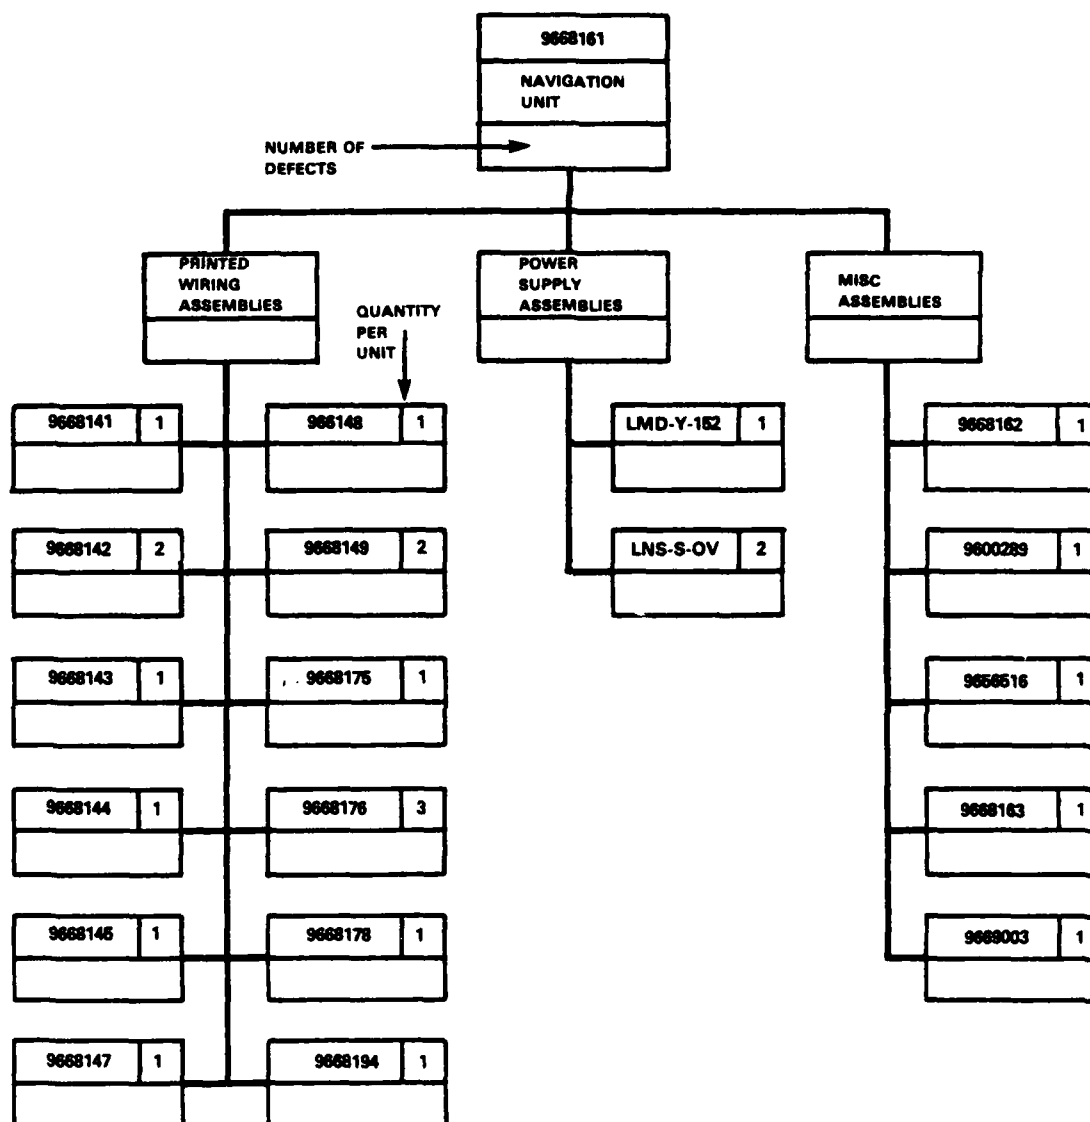 9668161
NAVIGATION
UNIT
NUMBER OF
DEFECTS
PRINTED
WIRING
ASSEMBLIES
POWER
SUPPLY
ASSEMBLIES
MISC
ASSEMBLIES
QUANTITY
PER
UNIT
9668141 1
966148 1
LMD-Y-152 1
9668162 1
9668142 2
9668149 2
LNS-S-OV 2
9600289 1
9668143 1
9668175 1
9656516 1
9668144 1
9668176 3
9668163 1
9668145 1
9668178 1
9669003 1
9668147 1
9668194 1